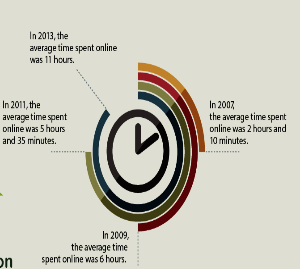 In 2013, the
average time spent online
was 11 hours.
In 2011, the
average time spent
online was 5 hours
and 35 minutes.
In 2007,
the average time spent
online was 2 hours and
10 minutes.
In 2009,
the average time
spent online was 6 hours.
on